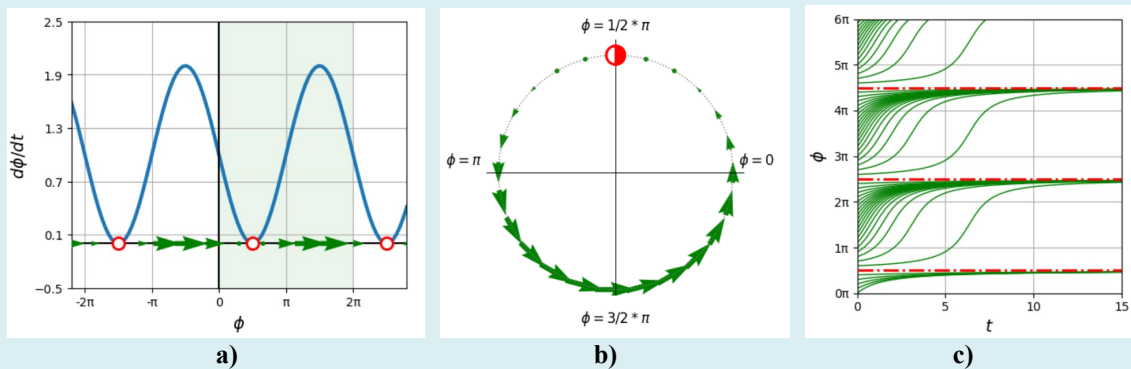 2.5
1.9
1.3
0.7
0.1
−0.5
dϕ/dt
-2π -π 0 π 2π
ϕ
a)
ϕ = 1/2 * π
ϕ = π
ϕ = 0
ϕ = 3/2 * π
b)
6π
5π
4π
3π
2π
1π
0π
ϕ
0 5 10 15
t
c)